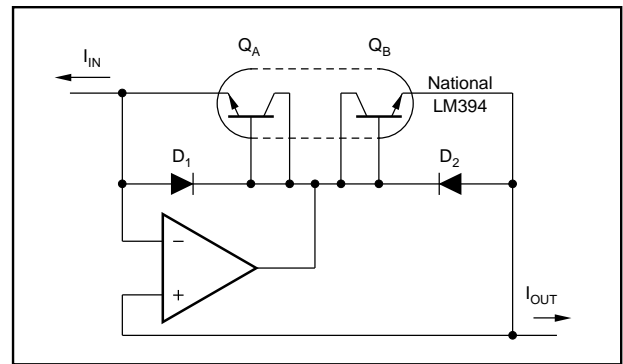 Q_A
Q_B
I_IN
National
LM394
D_1
D_2
−
+
I_OUT